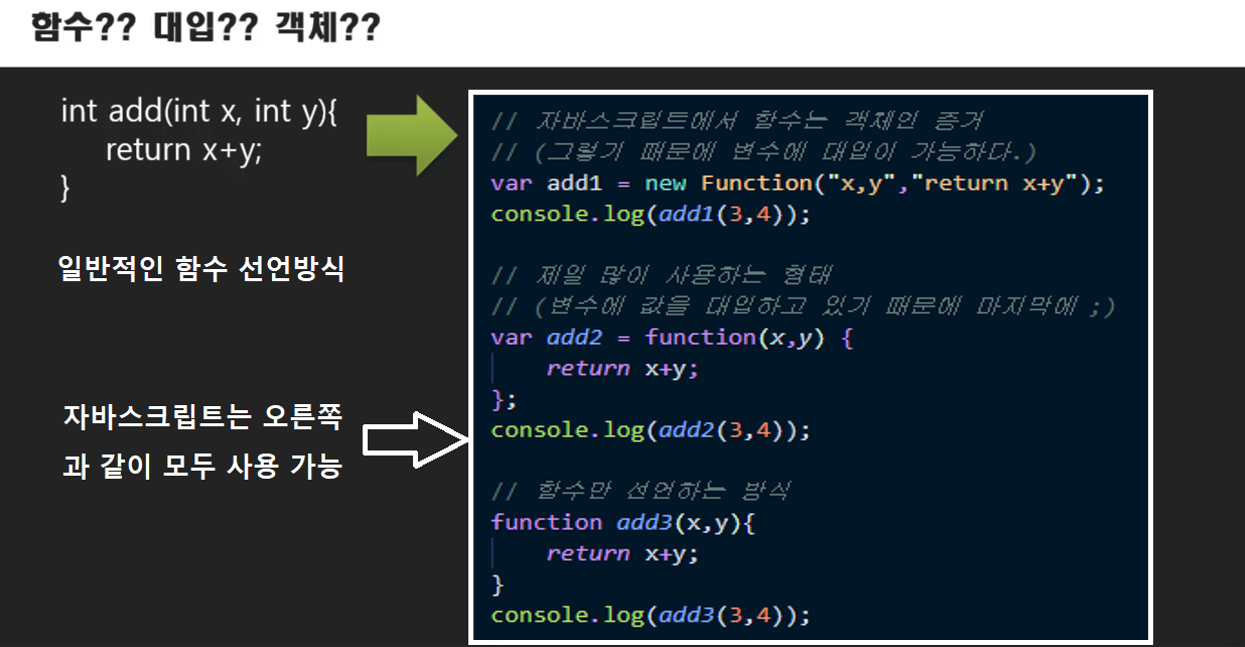 함수?? 대입?? 객체??
int add(int x, int y){
return x+y;
}
일반적인 함수 선언방식
자바스크립트는 오른쪽
과 같이 모두 사용 가능
// 자바스크립트에서 함수는 객체인 증거
// (그렇기 때문에 변수에 대입이 가능하다.)
var add1 = new Function("x,y","return x+y");
console.log(add1(3,4));
// 제일 많이 사용하는 형태
// (변수에 값을 대입하고 있기 때문에 마지막에 ;)
var add2 = function(x,y) {
return x+y;
};
console.log(add2(3,4));
// 함수만 선언하는 방식
function add3(x,y){
return x+y;
}
console.log(add3(3,4));